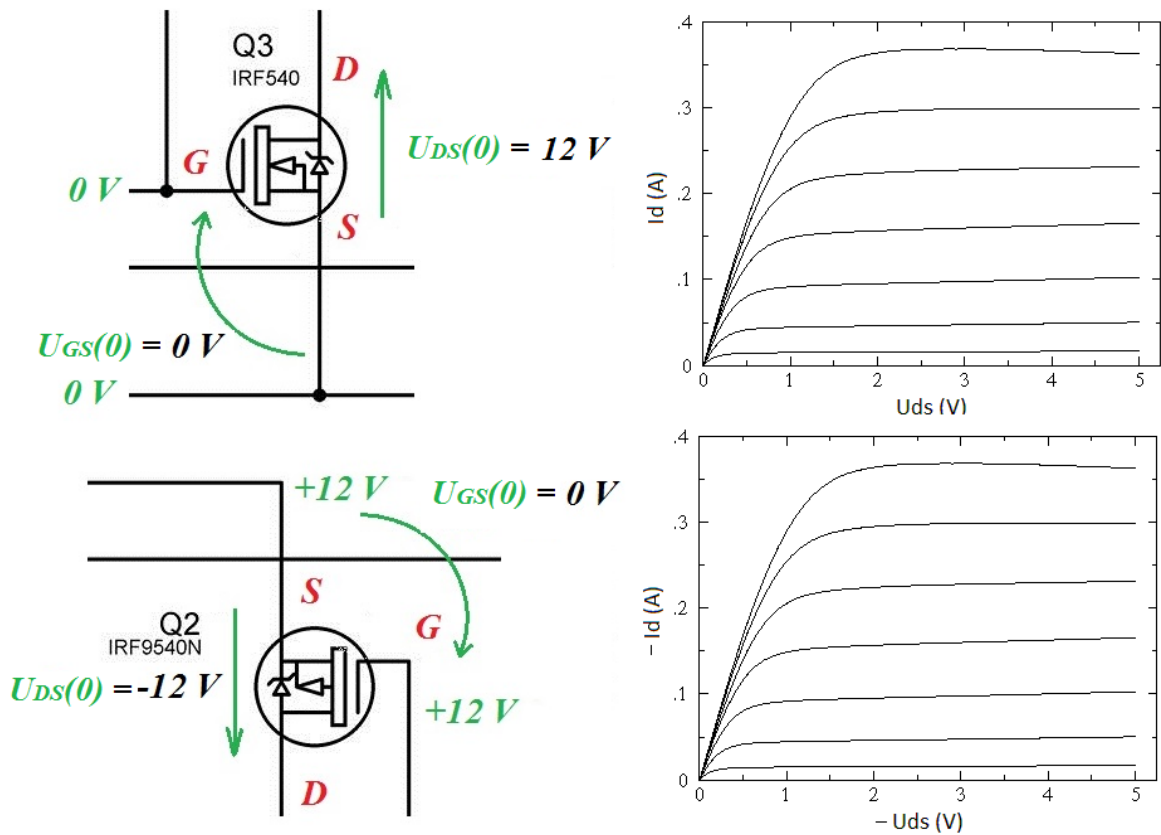 Q3
IRF540
D
G
S
0 V
UDS(0) = 12 V
UGS(0) = 0 V
0 V
.4
.3
.2
.1
0
Id (A)
0 1 2 3 4 5
Uds (V)
+12 V
UGS(0) = 0 V
S
G
Q2
IRF9540N
UDS(0) = -12 V
+12 V
D
.4
.3
.2
.1
0
– Id (A)
0 1 2 3 4 5
– Uds (V)